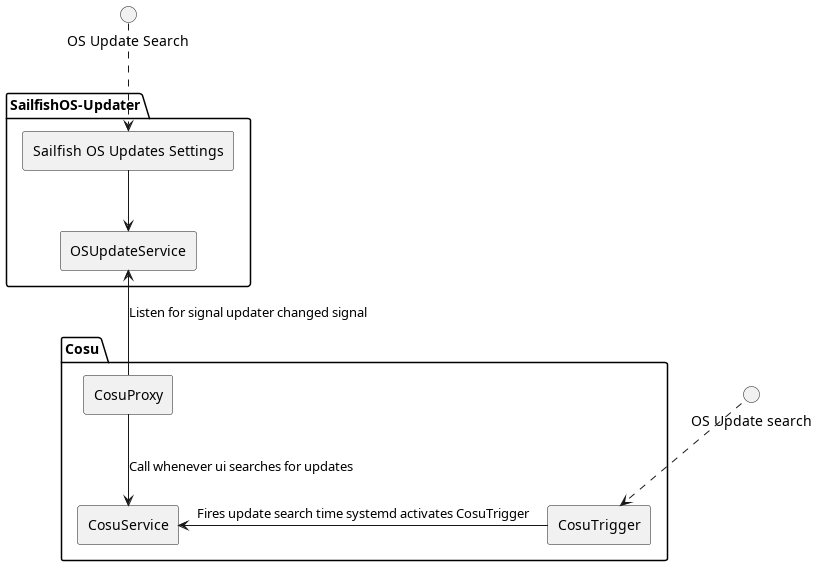 OS Update Search
SailfishOS-Updater
Sailfish OS Updates Settings
OSUpdateService
Listen for signal updater changed signal
Cosu
CosuProxy
OS Update search
Call whenever ui searches for updates
CosuService
Fires update search time systemd activates CosuTrigger
CosuTrigger